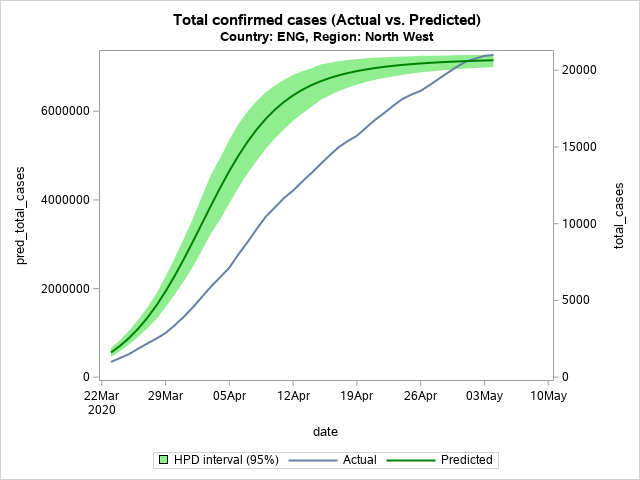 Total confirmed cases (Actual vs. Predicted)
Country: ENG, Region: North West
pred_total_cases
6000000
4000000
2000000
0
20000
15000
10000
5000
0
total_cases
22Mar 29Mar 05Apr 12Apr 19Apr 26Apr 03May 10May
2020
date
HPD interval (95%) Actual Predicted